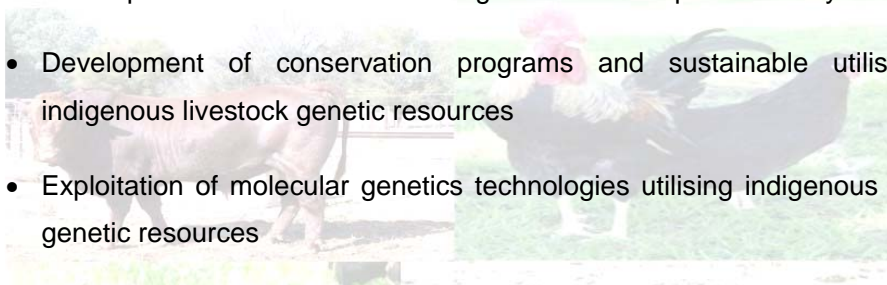 • Development of conservation programs and sustainable utilis
indigenous livestock genetic resources
• Exploitation of molecular genetics technologies utilising indigenous
genetic resources